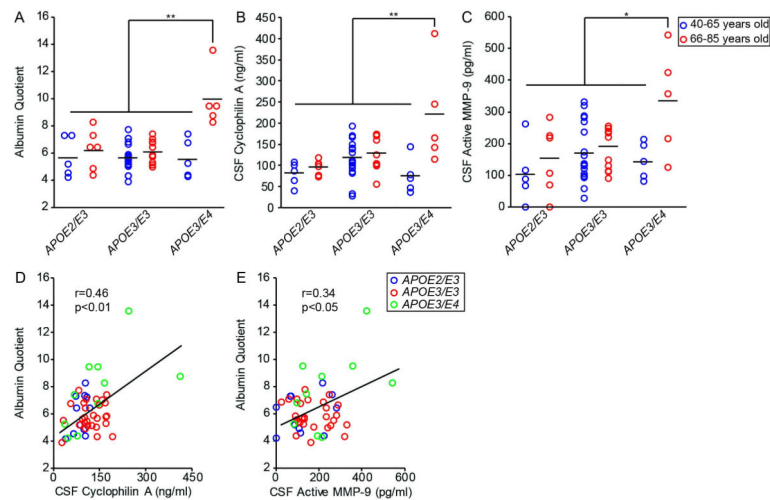 A
Albumin Quotient
16
14
12
10
8
6
4
2
**
APOE2/E3
APOE3/E3
APOE3/E4
B
CSF Cyclophilin A (ng/ml)
450
400
350
300
250
200
150
100
50
0
**
APOE2/E3
APOE3/E3
APOE3/E4
C
CSF Active MMP-9 (pg/ml)
600
500
400
300
200
100
0
*
APOE2/E3
APOE3/E3
APOE3/E4
40-65 years old
66-85 years old
D
Albumin Quotient
16
14
12
10
8
6
4
2
r=0.46
p<0.01
0
150
300
450
CSF Cyclophilin A (ng/ml)
E
Albumin Quotient
16
14
12
10
8
6
4
2
r=0.34
p<0.05
APOE2/E3
APOE3/E3
APOE3/E4
0
200
400
600
CSF Active MMP-9 (pg/ml)